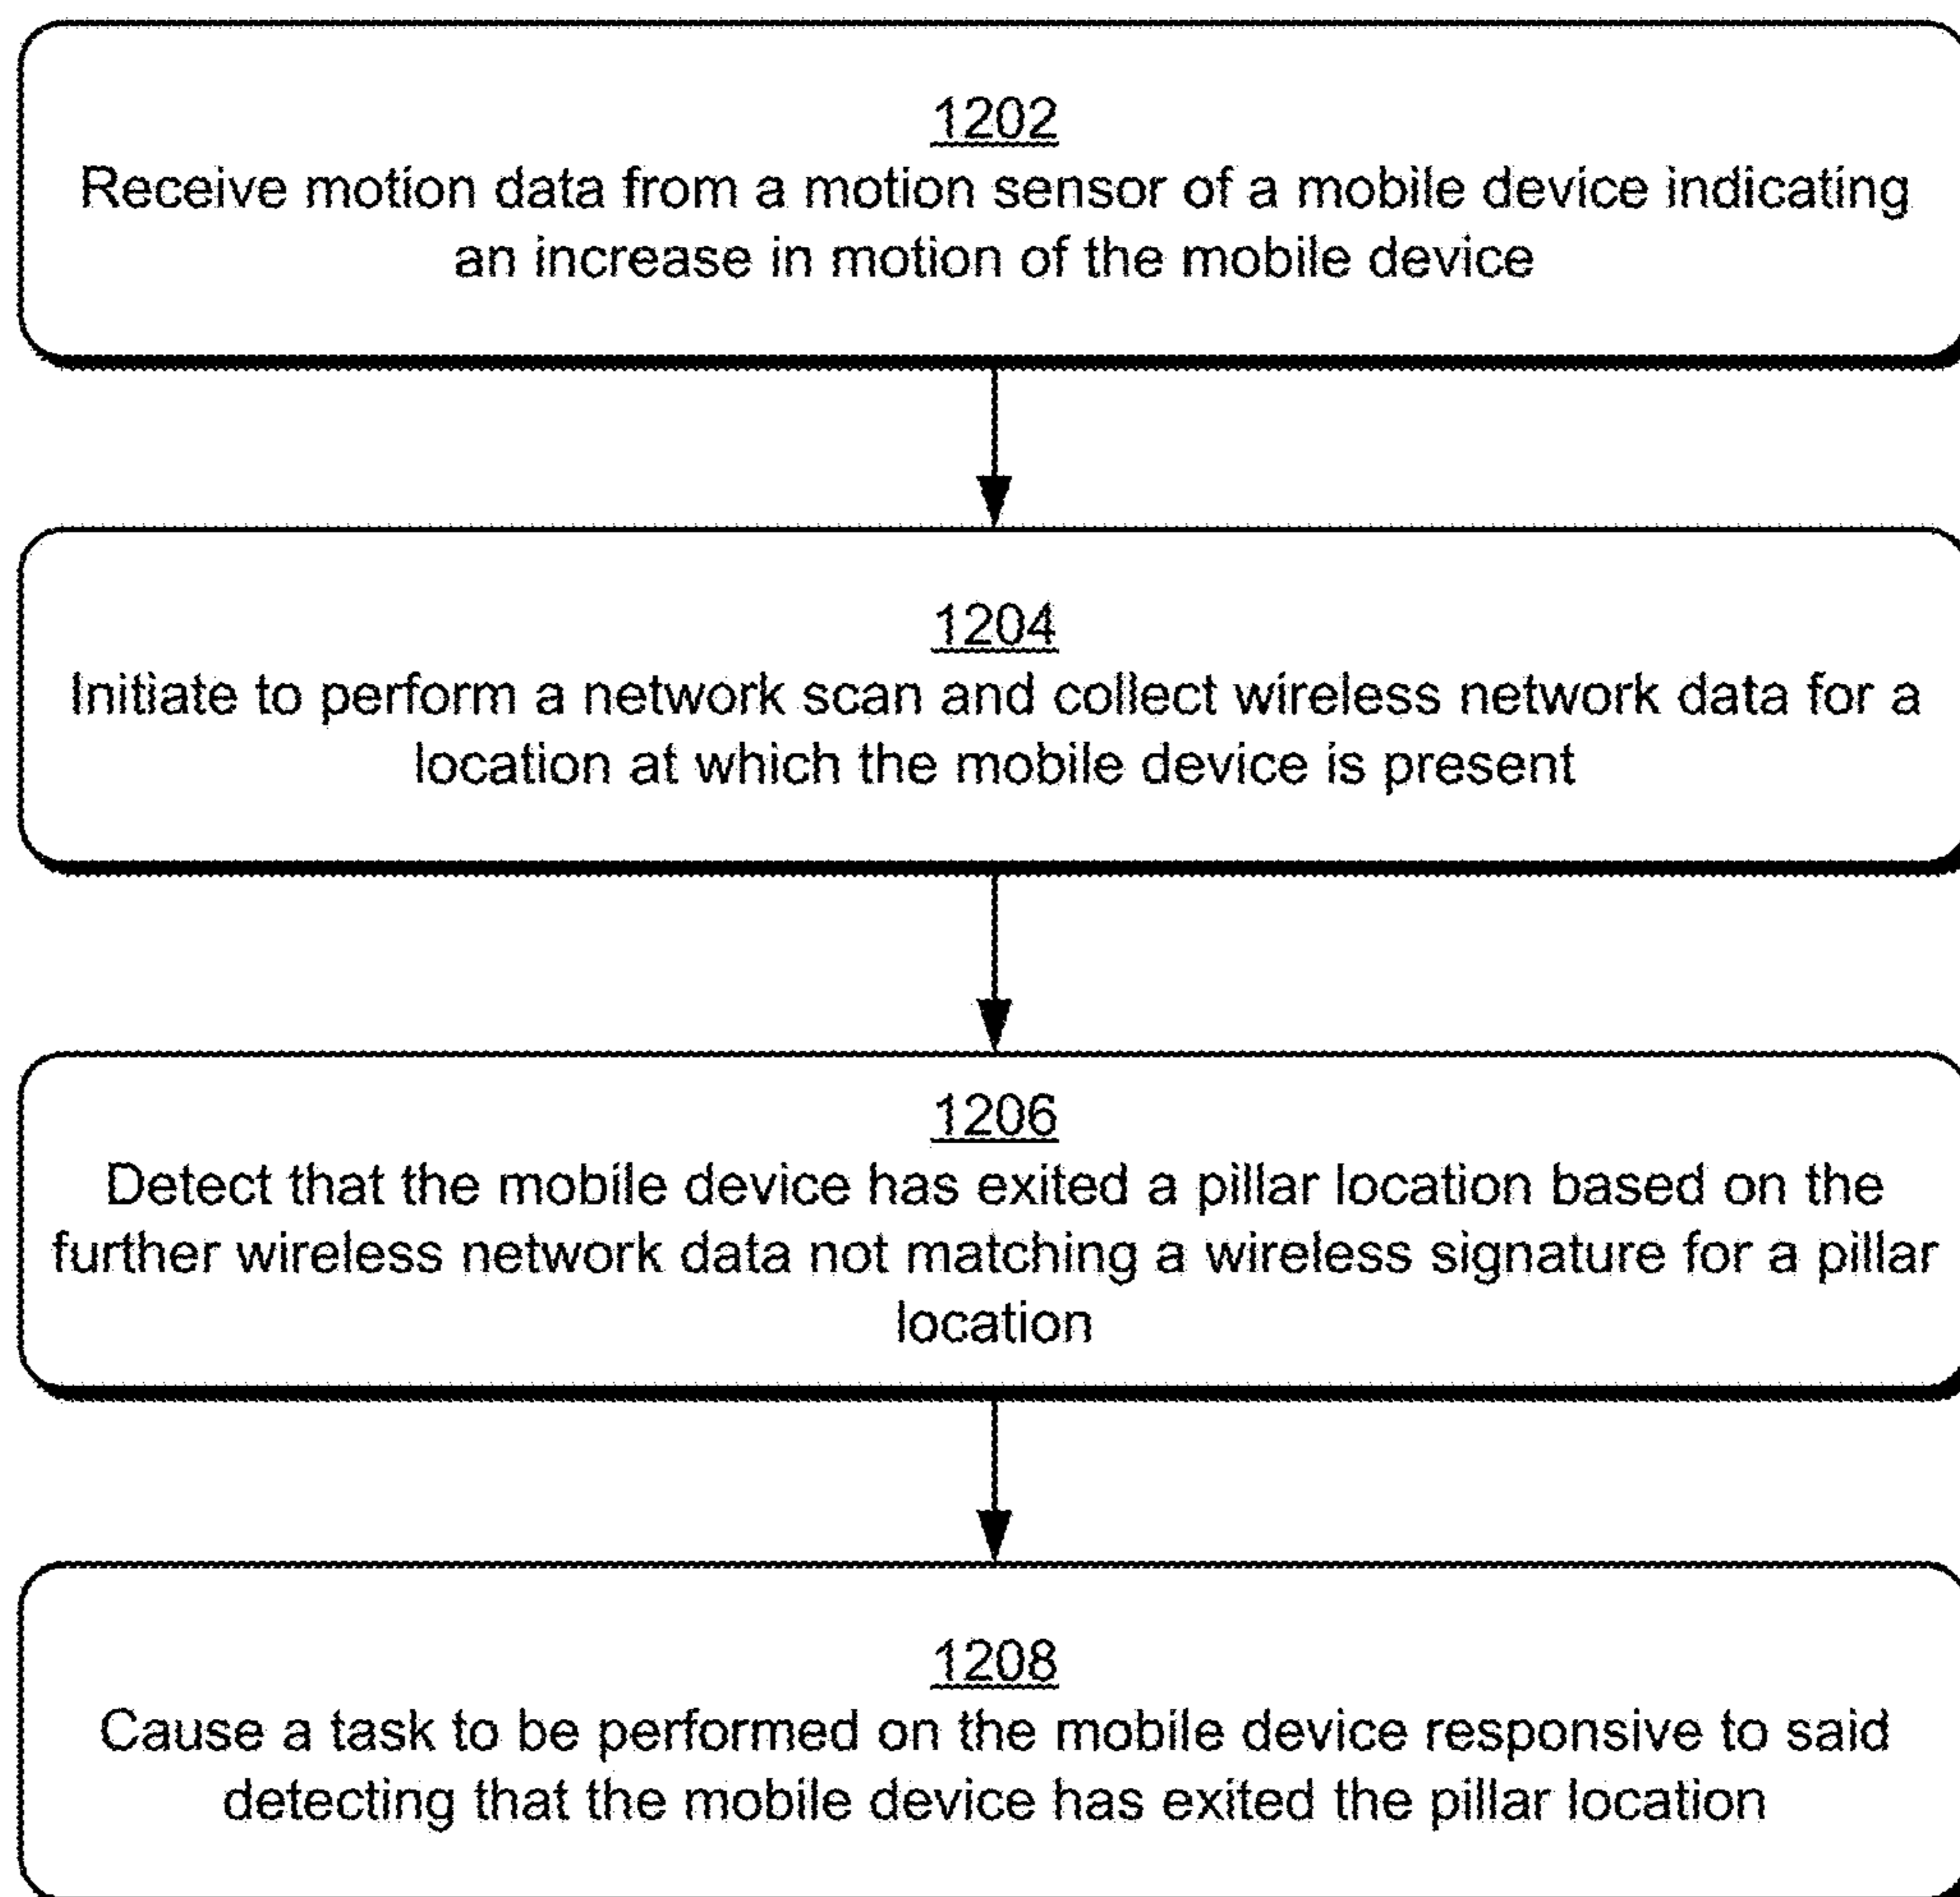 1202
Receive motion data from a motion sensor of a mobile device indicating
an increase in motion of the mobile device
1204
Initiate to perform a network scan and collect wireless network data for a
location at which the mobile device is present
1206
Detect that the mobile device has exited a pillar location based on the
further wireless network data not matching a wireless signature for a pillar
location
1208
Cause a task to be performed on the mobile device responsive to said
detecting that the mobile device has exited the pillar location